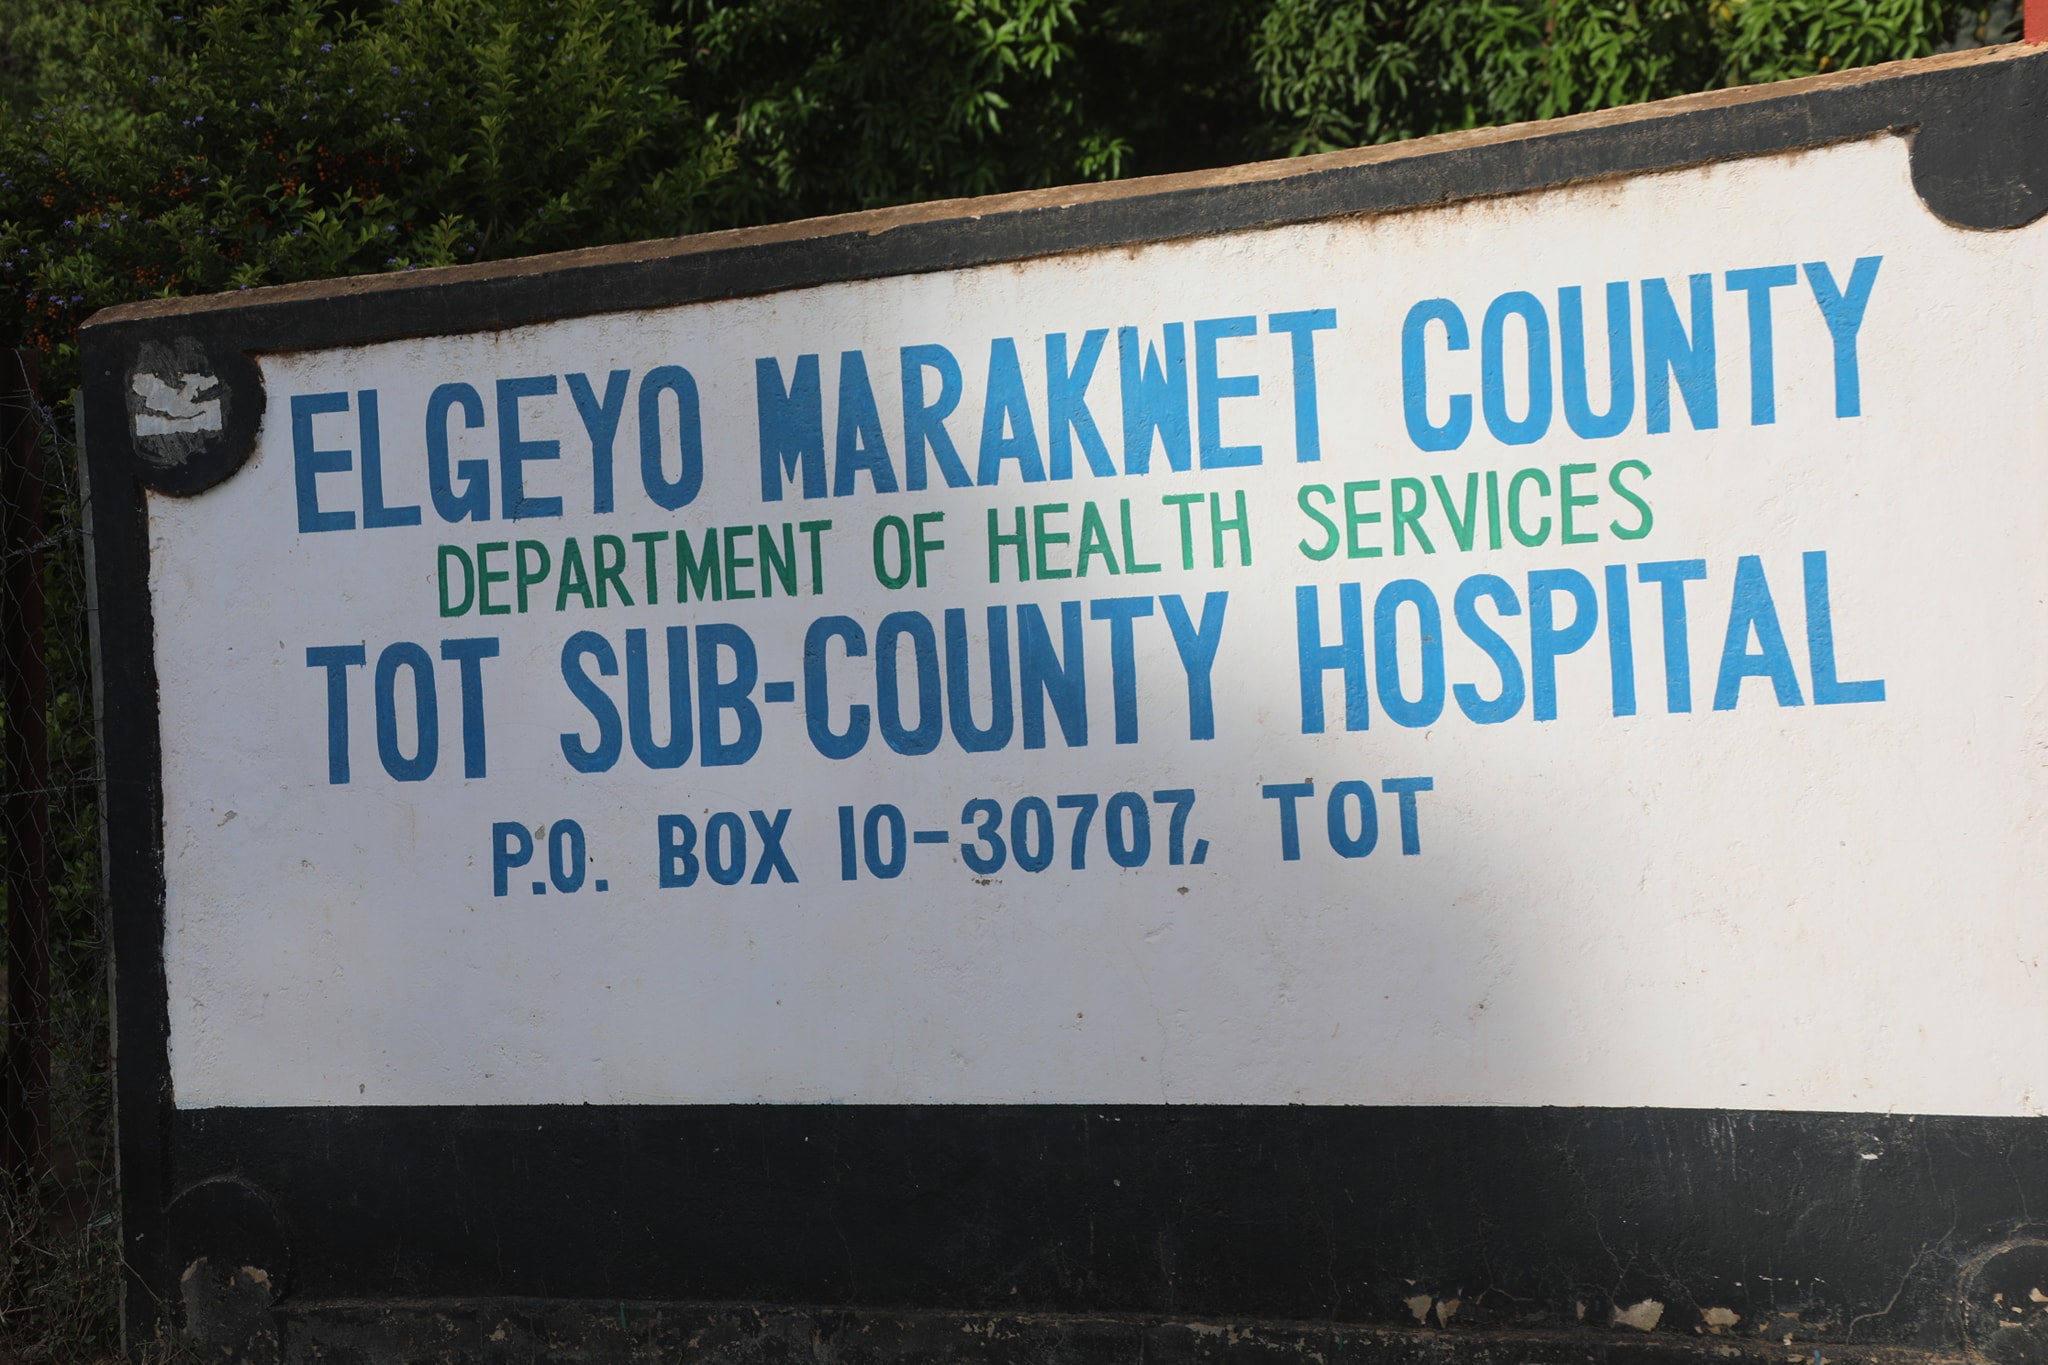 ELGEYO MARAKWET COUNTY
DEPARTMENT OF HEALTH SERVICES
TOT SUB-COUNTY HOSPITAL
P.O. BOX 10-30707, TOT